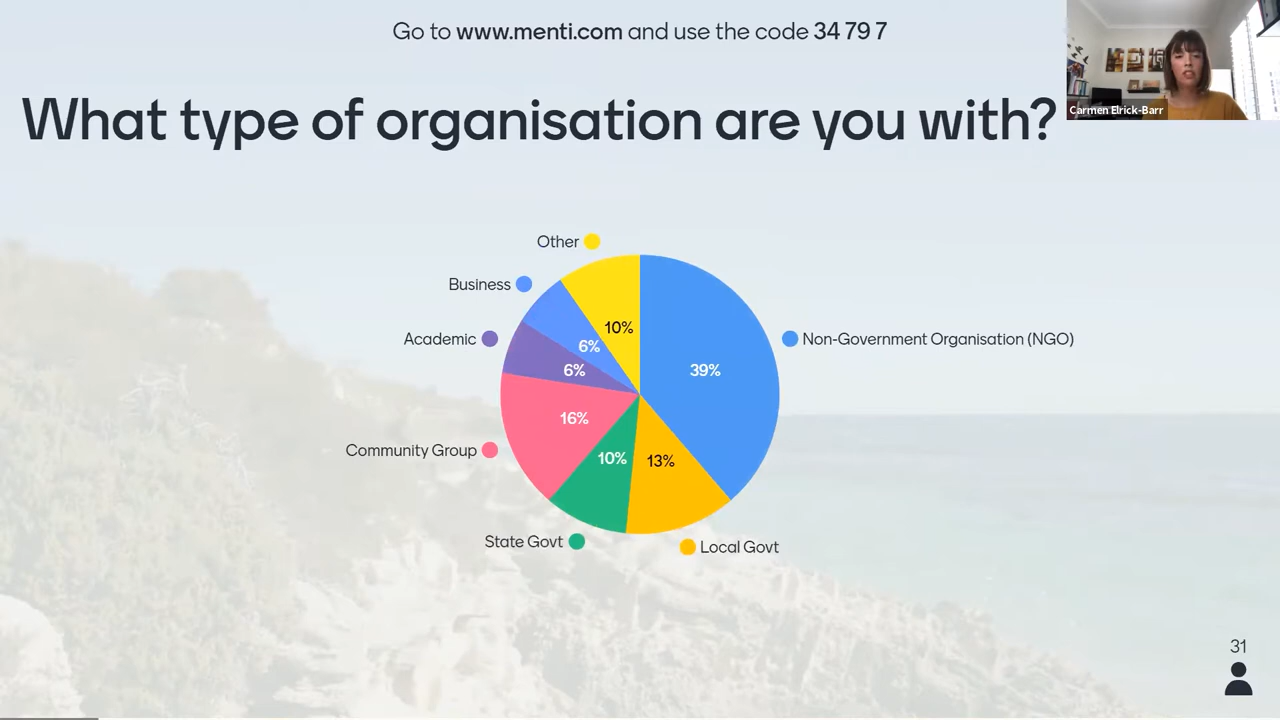 Go to www.menti.com and use the code 34 79 7
Carmen Elrick-Barr
What type of organisation are you with?
Other
Business
10%
Academic
6%
Non-Government Organisation (NGO)
6%
39%
16%
Community Group
10%
13%
State Govt
Local Govt
31